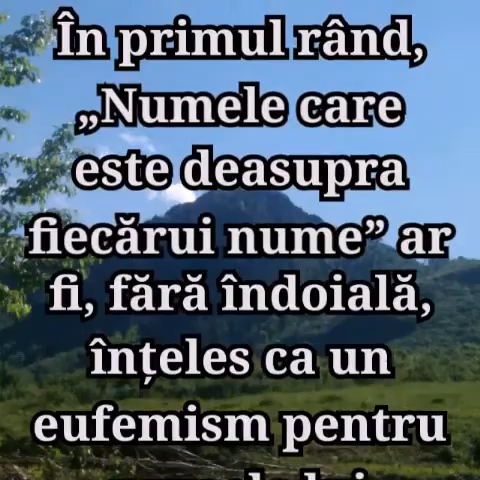 În primul rând,
„Numele care
este deasupra
fiecărui nume” ar
fi, fără îndoială,
înțeles ca un
eufemism pentru